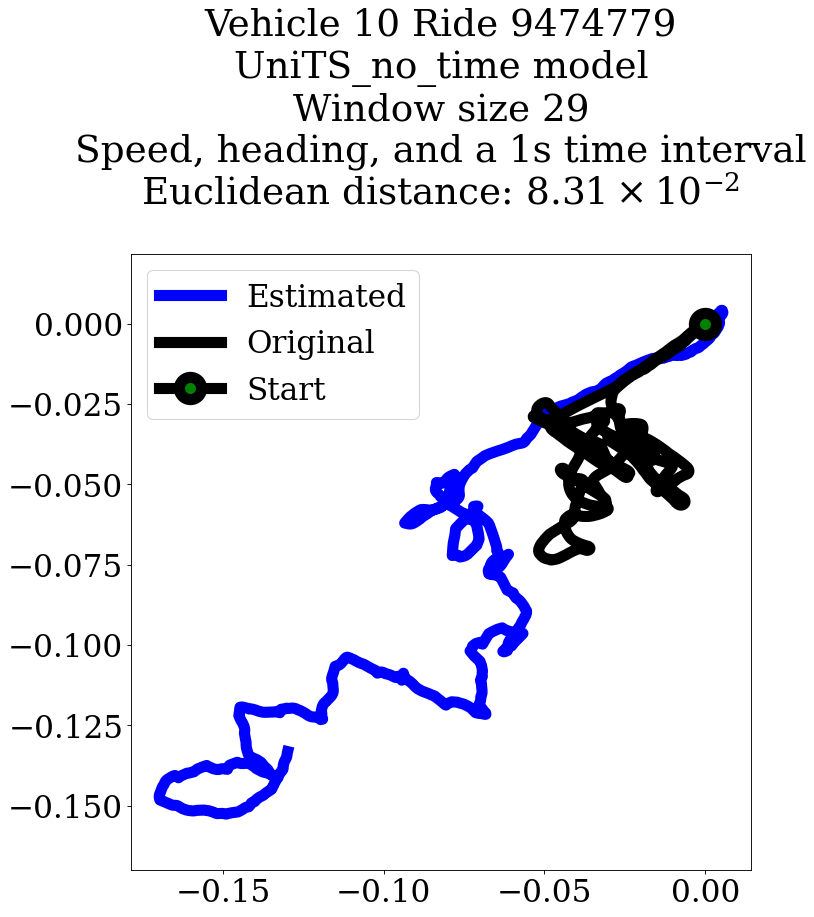 Vehicle 10 Ride 9474779
UniTS_no_time model
Window size 29
Speed, heading, and a 1s time interval
Euclidean distance: 8.31 × 10⁻²
Estimated
Original
Start
0.000
−0.025
−0.050
−0.075
−0.100
−0.125
−0.150
−0.15 −0.10 −0.05 0.00